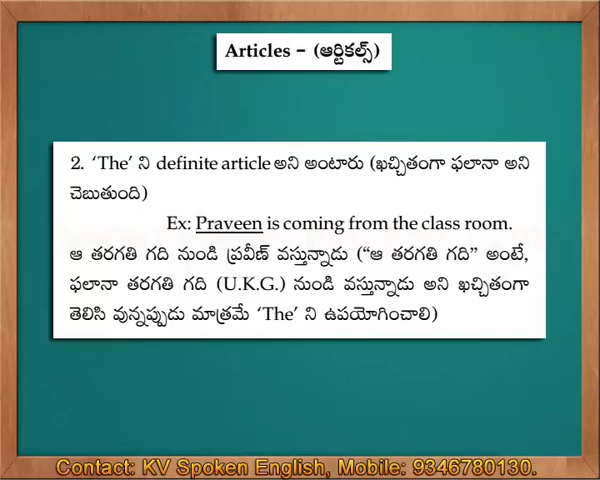 Articles – (ఆర్టికల్స్)
2. ‘The’ ని definite article అని అంటారు (ఖచ్చితంగా ఫలానా అని
చెబుతుంది)
Ex: Praveen is coming from the class room.
ఆ తరగతి గది నుండి ప్రవీణ్ వస్తున్నాడు (“ఆ తరగతి గది” అంటే,
ఫలానా తరగతి గది (U.K.G.) నుండి వస్తున్నాడు అని ఖచ్చితంగా
తెలిసి వున్నప్పుడు మాత్రమే ‘The’ ని ఉపయోగించాలి)
Contact: KV Spoken English, Mobile: 9346780130.